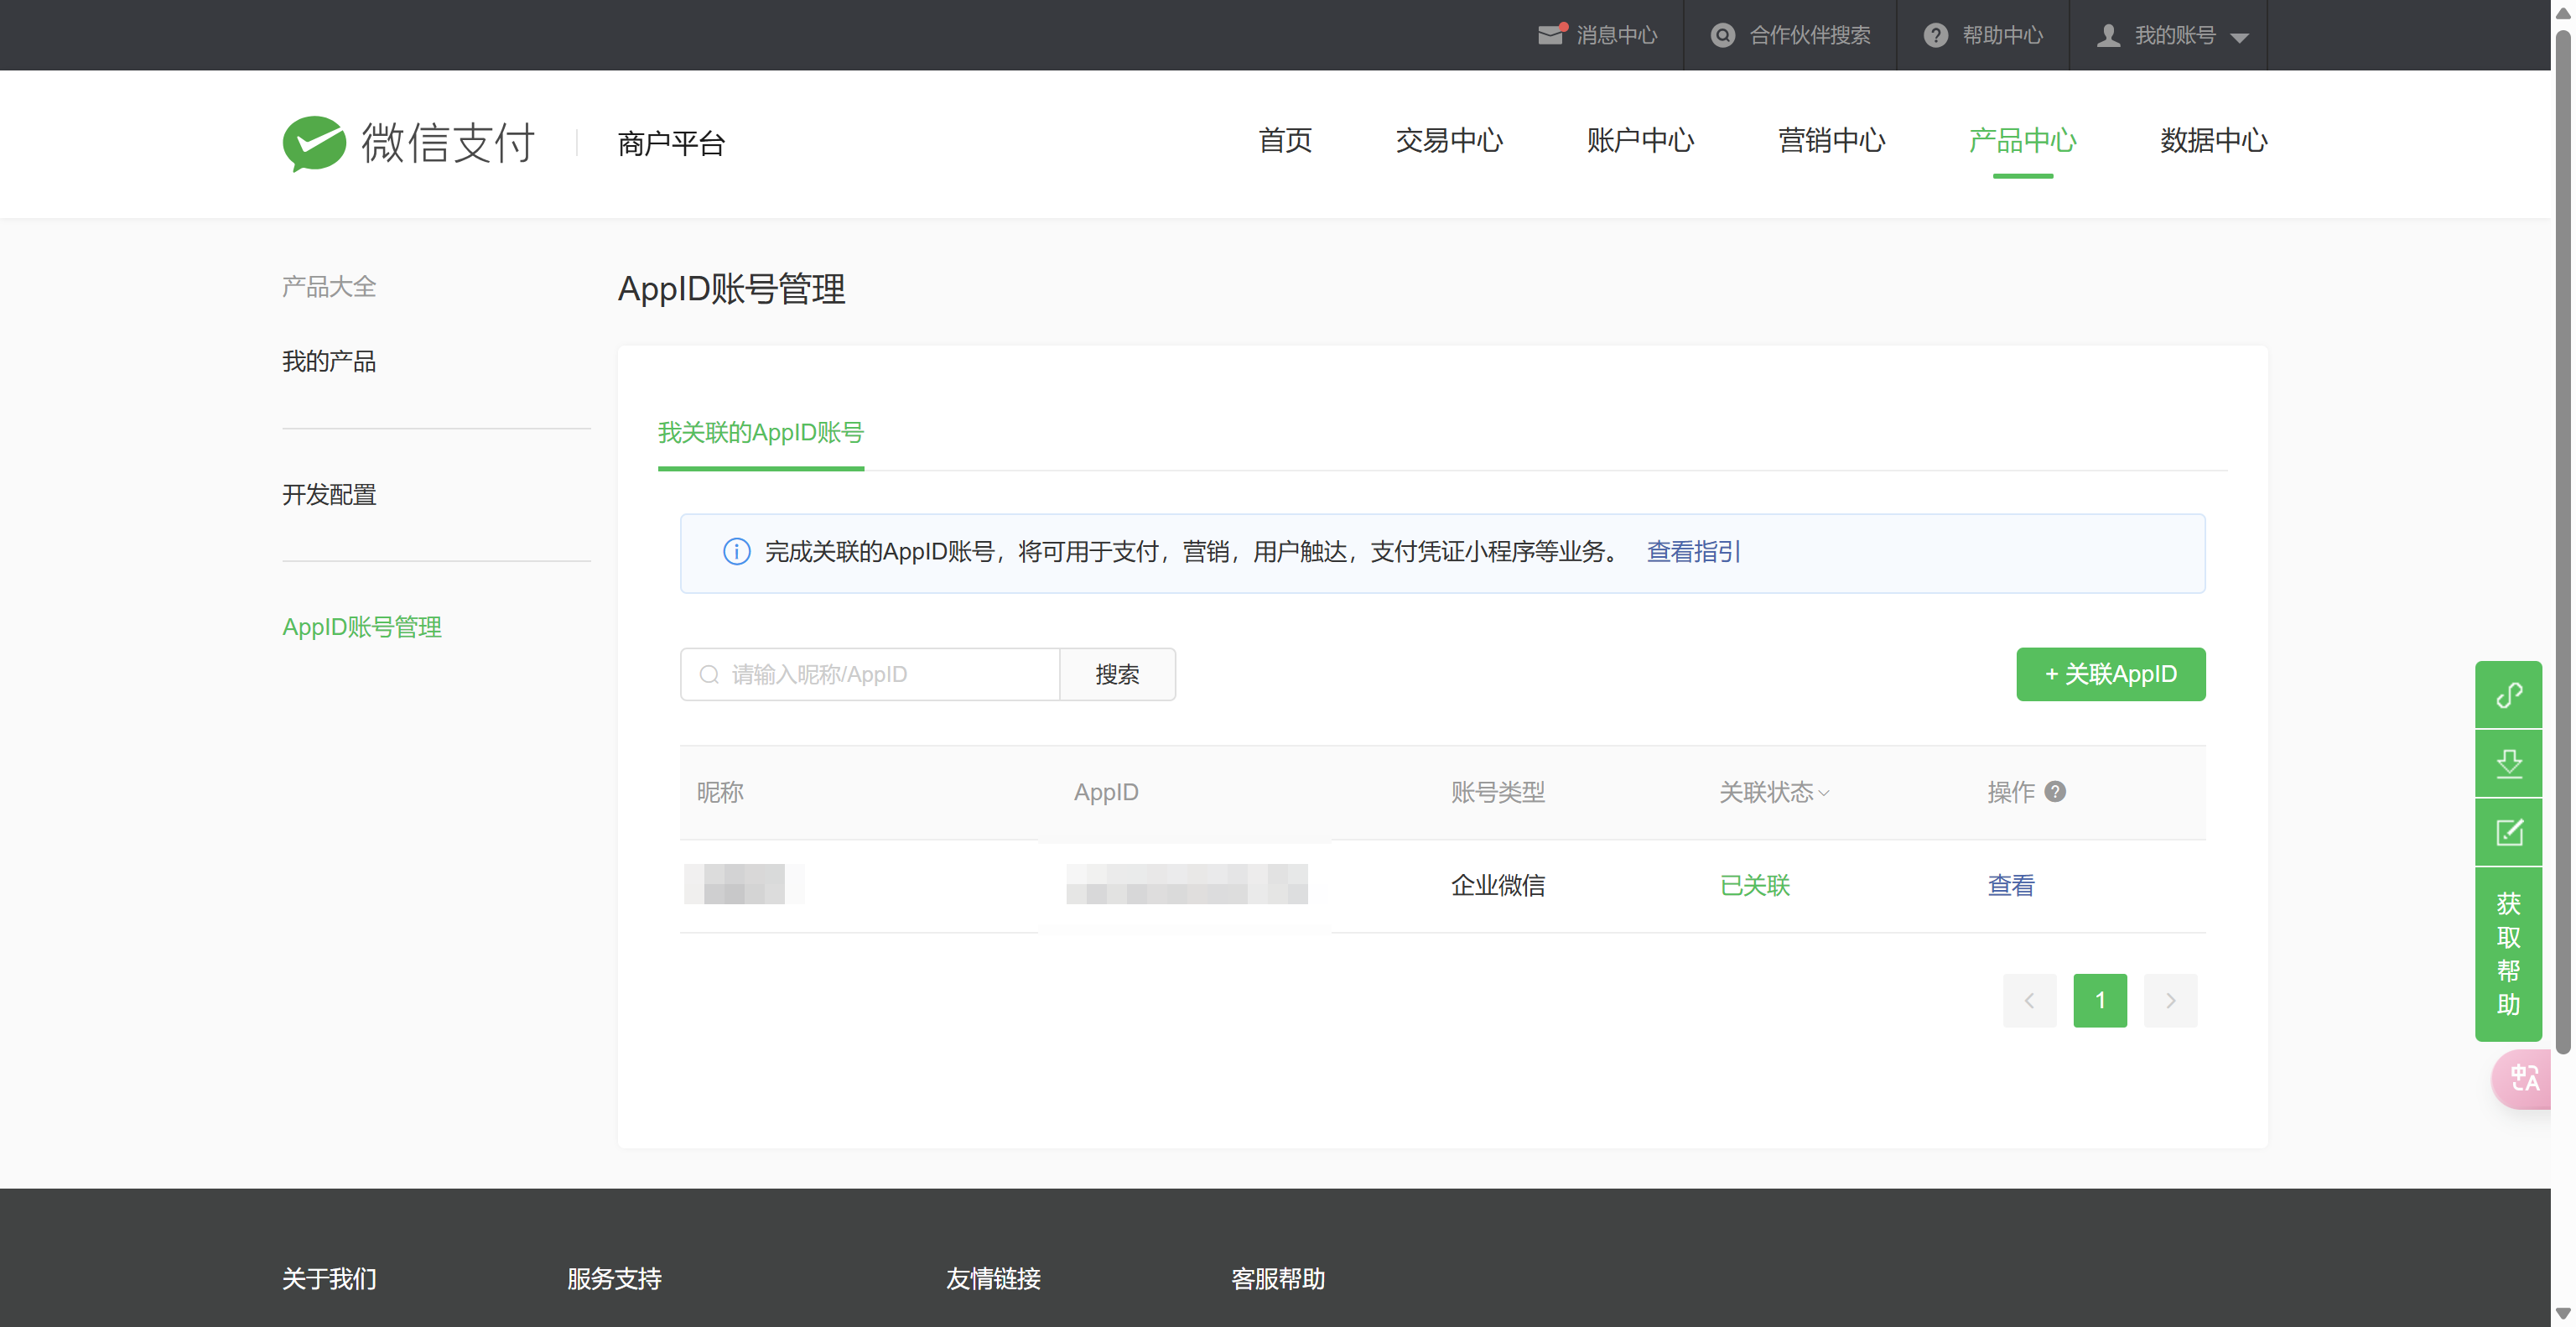 消息中心 合作伙伴搜索 帮助中心 我的账号
微信支付 商户平台 首页 交易中心 账户中心 营销中心 产品中心 数据中心
产品大全
我的产品
开发配置
AppID账号管理
AppID账号管理
我关联的AppID账号
完成关联的AppID账号，将可用于支付，营销，用户触达，支付凭证小程序等业务。 查看指引
请输入昵称/AppID 搜索 + 关联AppID
昵称 AppID 账号类型 关联状态 操作
企业微信 已关联 查看
1
获
取
帮
助
中A
关于我们 服务支持 友情链接 客服帮助